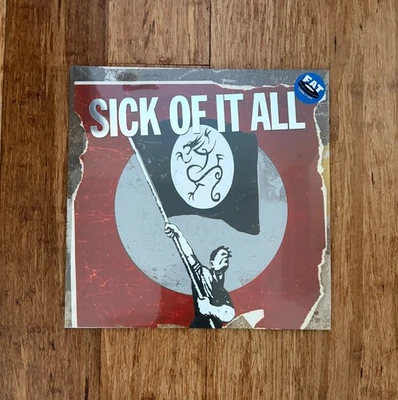 SICK OF IT ALL
FAT